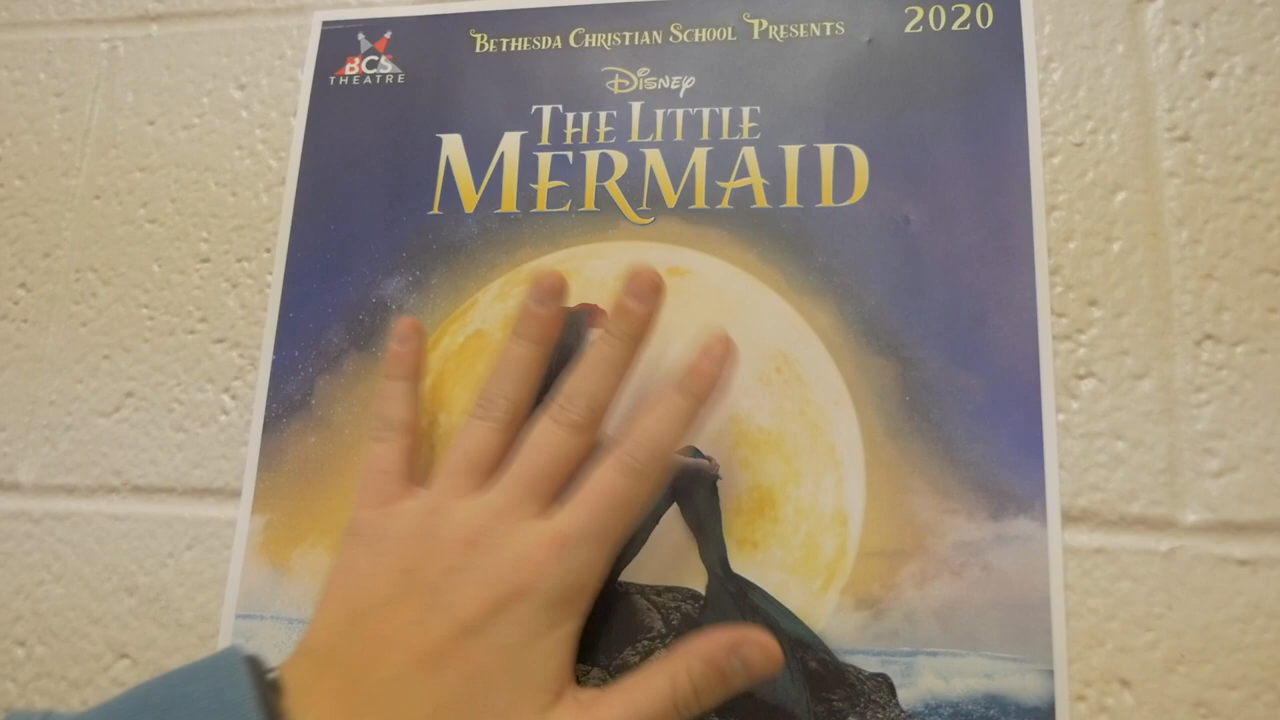 Bethesda Christian School Presents
2020
BCS
THEATRE
Disney
The Little
Mermaid